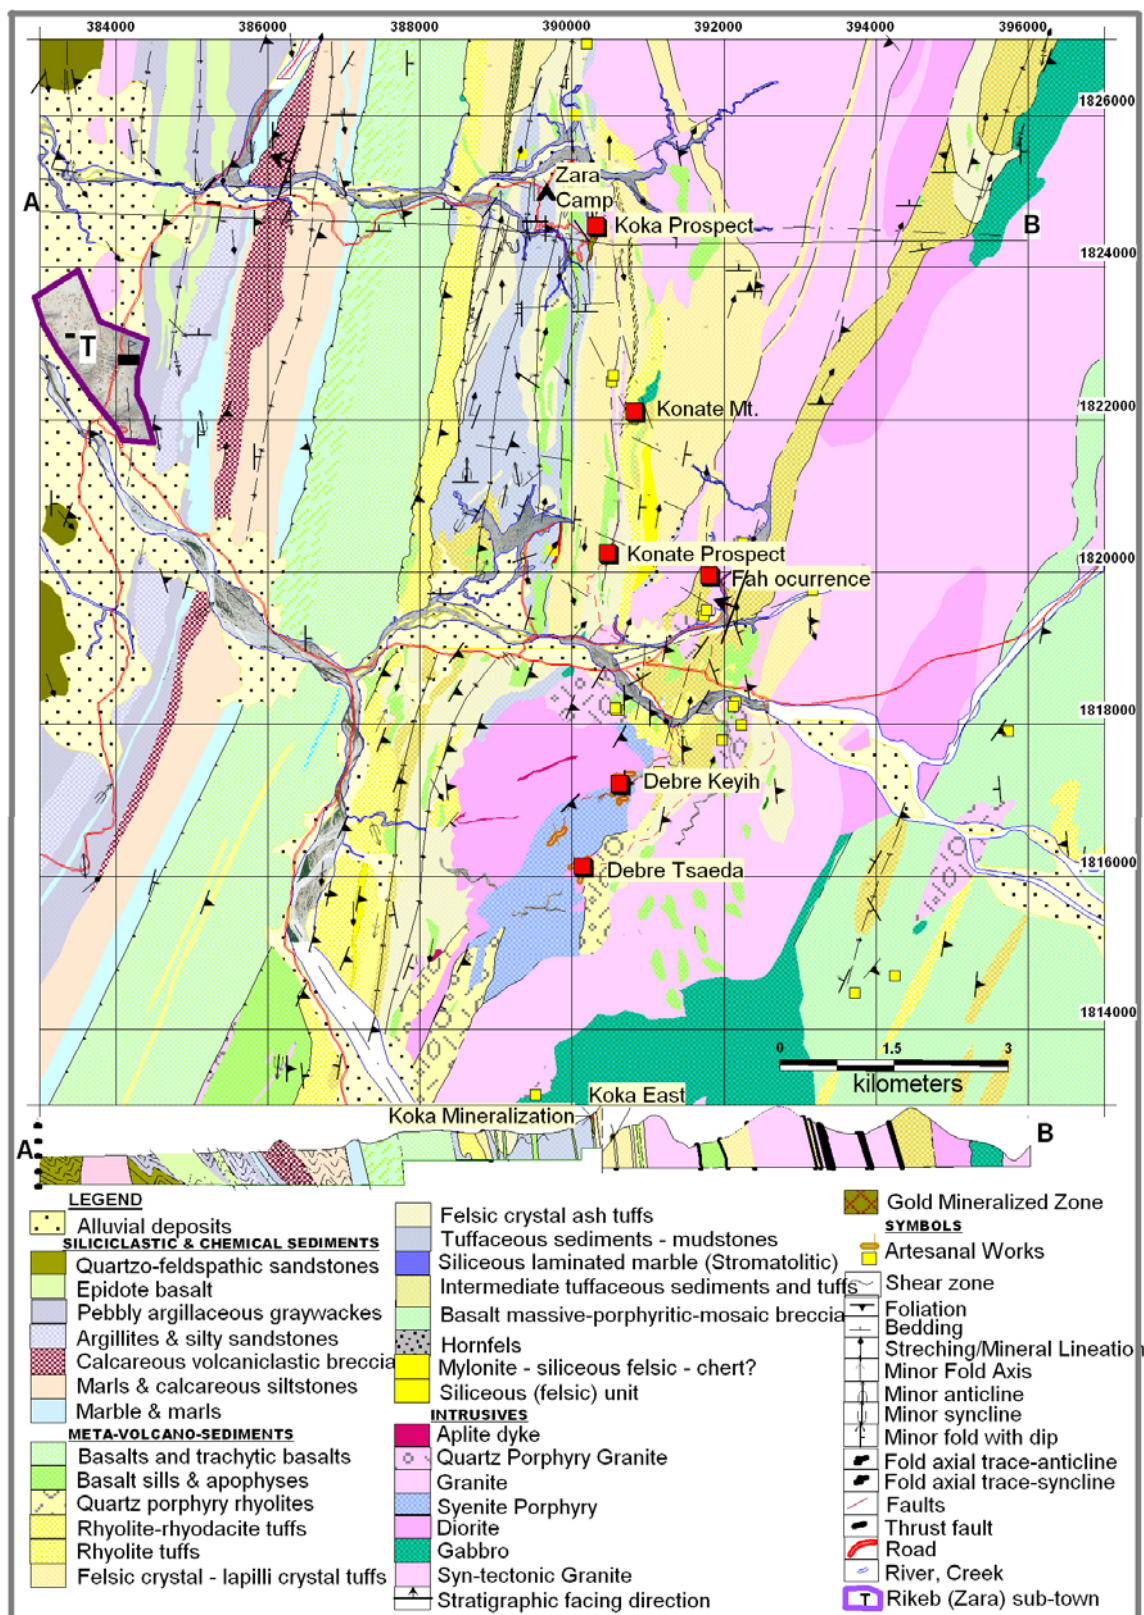 384000 386000 388000 390000 392000 394000 396000
1826000
A
Zara
Camp
Koka Prospect
B
1824000
T
Konate Mt.
1822000
Konate Prospect
1820000
Fah ocurrence
1818000
Debre Keyih
Debre Tsaeda
1816000
1814000
0 1.5 3
kilometers
Koka East
Koka Mineralization
A
B
LEGEND
Alluvial deposits
SILICICLASTIC & CHEMICAL SEDIMENTS
Quartzo-feldspathic sandstones
Epidote basalt
Pebbly argillaceous graywackes
Argillites & silty sandstones
Calcareous volcaniclastic breccia
Marls & calcareous siltstones
Marble & marls
META-VOLCANO-SEDIMENTS
Basalts and trachytic basalts
Basalt sills & apophyses
Quartz porphyry rhyolites
Rhyolite-rhyodacite tuffs
Rhyolite tuffs
Felsic crystal - lapilli crystal tuffs
Felsic crystal ash tuffs
Tuffaceous sediments - mudstones
Siliceous laminated marble (Stromatolitic)
Intermediate tuffaceous sediments and tuffs
Basalt massive-porphyritic-mosaic breccia
Hornfels
Mylonite - siliceous felsic - chert?
Siliceous (felsic) unit
INTRUSIVES
Aplite dyke
Quartz Porphyry Granite
Granite
Syenite Porphyry
Diorite
Gabbro
Syn-tectonic Granite
Stratigraphic facing direction
Gold Mineralized Zone
SYMBOLS
Artesanal Works
Shear zone
Foliation
Bedding
Streching/Mineral Lineation
Minor Fold Axis
Minor anticline
Minor syncline
Minor fold with dip
Fold axial trace-anticline
Fold axial trace-syncline
Faults
Thrust fault
Road
River, Creek
T Rikeb (Zara) sub-town